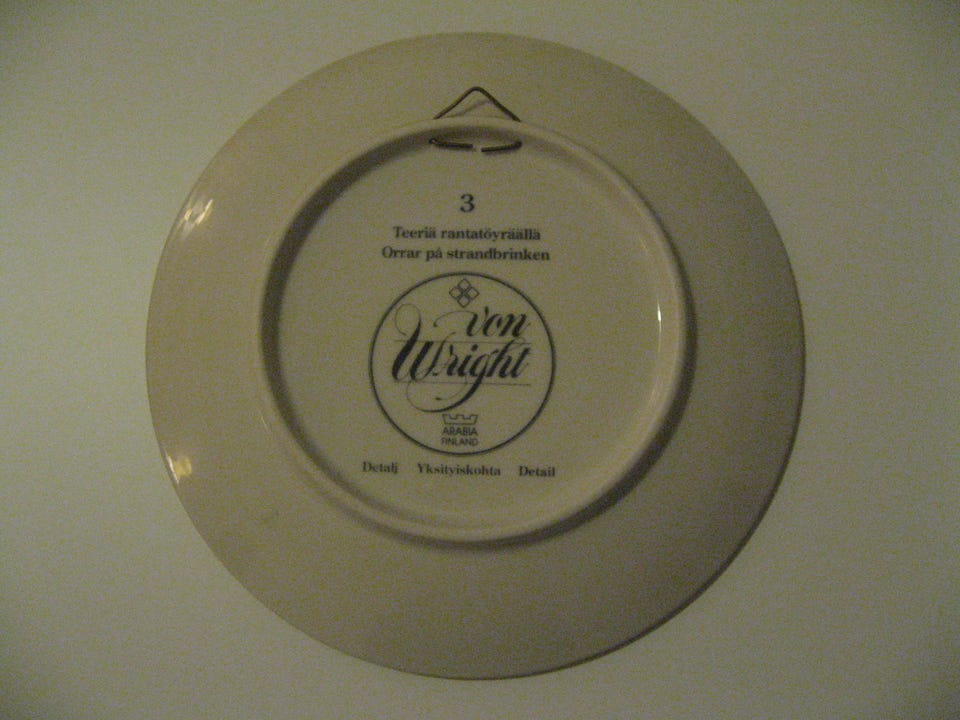 3
Teeriä rantatöyräällä
Orrar på strandbrinken
von
Wright
ARABIA
FINLAND
Detalj Yksityiskohta Detail